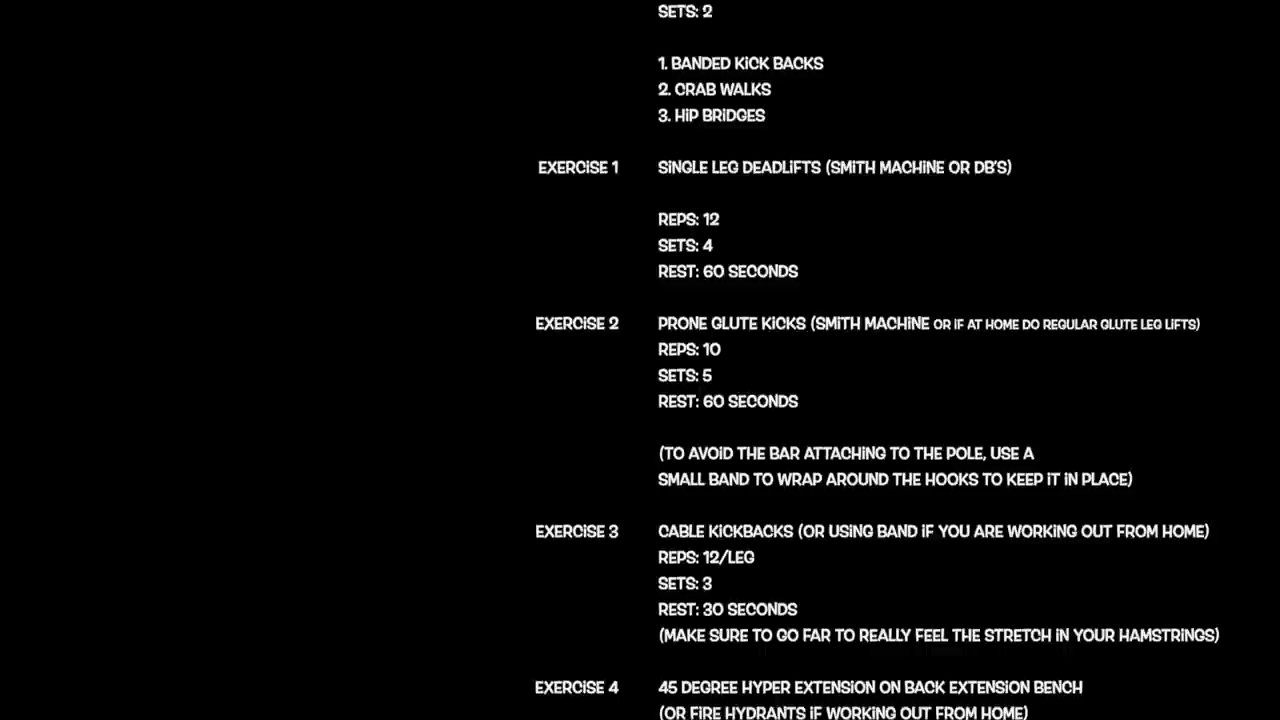 SETS: 2
1. BANDED KICK BACKS
2. CRAB WALKS
3. HIP BRIDGES
EXERCISE 1 SINGLE LEG DEADLIFTS (SMITH MACHINE OR DB'S)
REPS: 12
SETS: 4
REST: 60 SECONDS
EXERCISE 2 PRONE GLUTE KICKS (SMITH MACHINE OR IF AT HOME DO REGULAR GLUTE LEG LIFTS)
REPS: 10
SETS: 5
REST: 60 SECONDS
(TO AVOID THE BAR ATTACHING TO THE POLE, USE A
SMALL BAND TO WRAP AROUND THE HOOKS TO KEEP IT IN PLACE)
EXERCISE 3 CABLE KICKBACKS (OR USING BAND IF YOU ARE WORKING OUT FROM HOME)
REPS: 12/LEG
SETS: 3
REST: 30 SECONDS
(MAKE SURE TO GO FAR TO REALLY FEEL THE STRETCH IN YOUR HAMSTRINGS)
EXERCISE 4 45 DEGREE HYPER EXTENSION ON BACK EXTENSION BENCH
(OR FIRE HYDRANTS IF WORKING OUT FROM HOME)